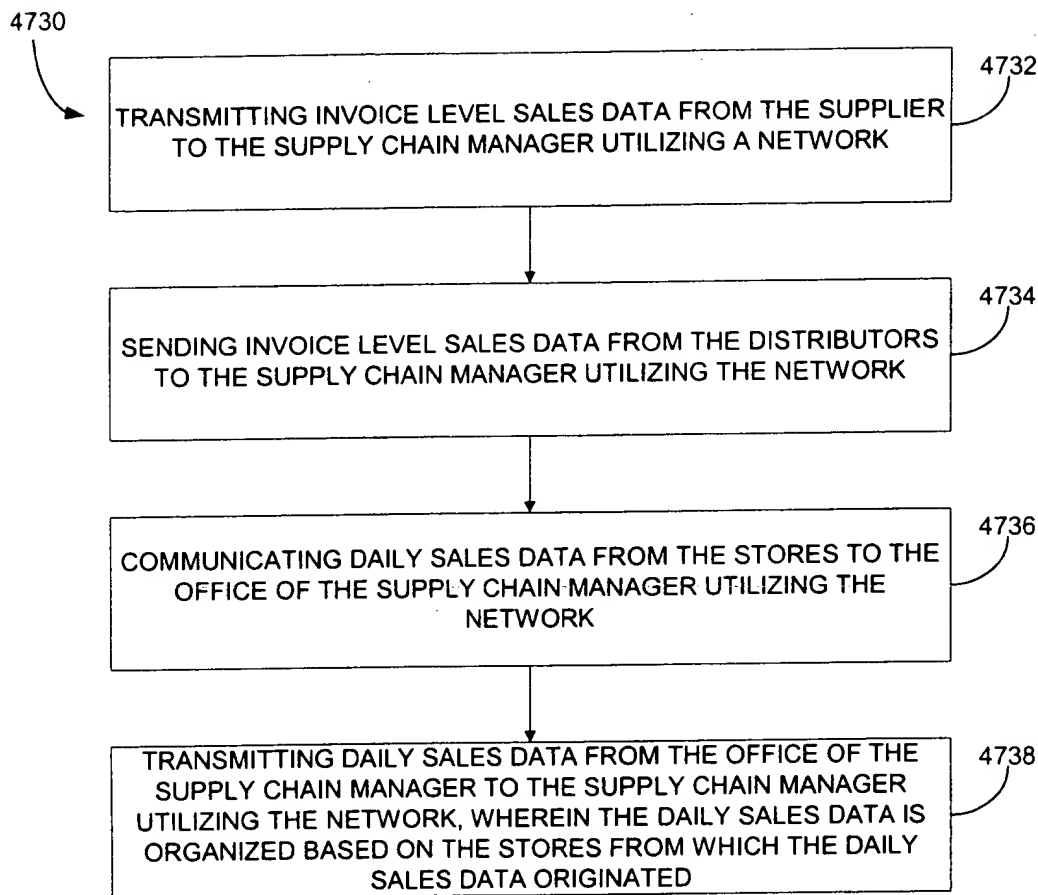 4730
4732
TRANSMITTING INVOICE LEVEL SALES DATA FROM THE SUPPLIER
TO THE SUPPLY CHAIN MANAGER UTILIZING A NETWORK
4734
SENDING INVOICE LEVEL SALES DATA FROM THE DISTRIBUTORS
TO THE SUPPLY CHAIN MANAGER UTILIZING THE NETWORK
4736
COMMUNICATING DAILY SALES DATA FROM THE STORES TO THE
OFFICE OF THE SUPPLY CHAIN MANAGER UTILIZING THE
NETWORK
4738
TRANSMITTING DAILY SALES DATA FROM THE OFFICE OF THE
SUPPLY CHAIN MANAGER TO THE SUPPLY CHAIN MANAGER
UTILIZING THE NETWORK, WHEREIN THE DAILY SALES DATA IS
ORGANIZED BASED ON THE STORES FROM WHICH THE DAILY
SALES DATA ORIGINATED